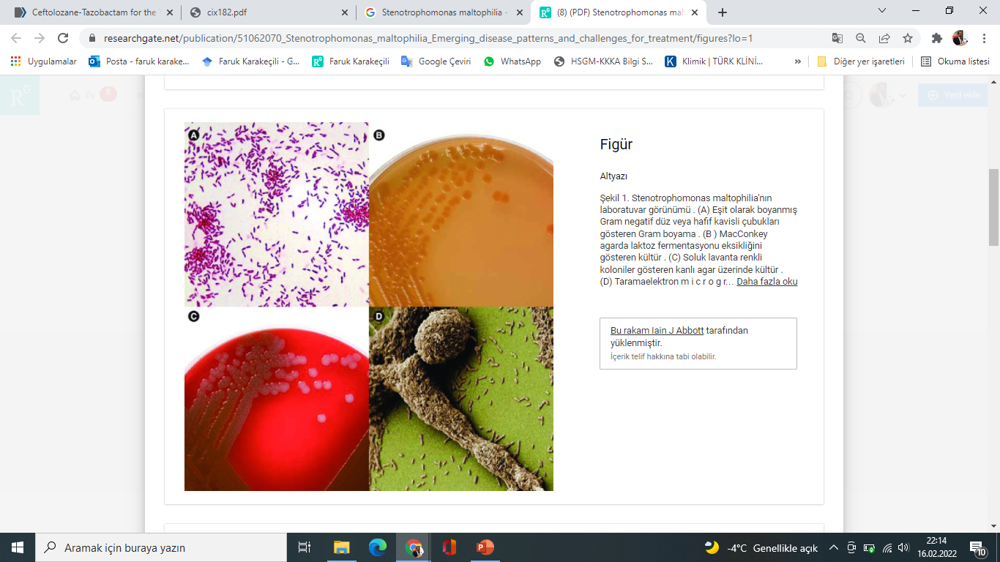 Ceftolozane-Tazobactam for the
cix182.pdf
Stenotrophomonas maltophilia -
(8) (PDF) Stenotrophomonas mal
researchgate.net/publication/51062070_Stenotrophomonas_maltophilia_Emerging_disease_patterns_and_challenges_for_treatment/figures?lo=1
Uygulamalar
Posta - faruk karake...
Faruk Karakeçili - G...
Faruk Karakeçili
Google Çeviri
WhatsApp
HSGM-KKKA Bilgi S...
Klimik | TÜRK KLİNİ...
»
Diğer yer işaretleri
Okuma listesi
R G
Ev
8
Yeni ekle
A
B
C
D
Figür
Altyazı
Şekil 1. Stenotrophomonas maltophilia'nın
laboratuvar görünümü . (A) Eşit olarak boyanmış
Gram negatif düz veya hafif kavisli çubukları
gösteren Gram boyama . (B ) MacConkey
agarda laktoz fermentasyonu eksikliğini
gösteren kültür . (C) Soluk lavanta renkli
koloniler gösteren kanlı agar üzerinde kültür .
(D) Taramaelektron m i c r o g r... Daha fazla oku
Bu rakam Iain J Abbott tarafından
yüklenmiştir.
İçerik telif hakkına tabi olabilir.
Aramak için buraya yazın
-4°C Genellikle açık
22:14
16.02.2022
10